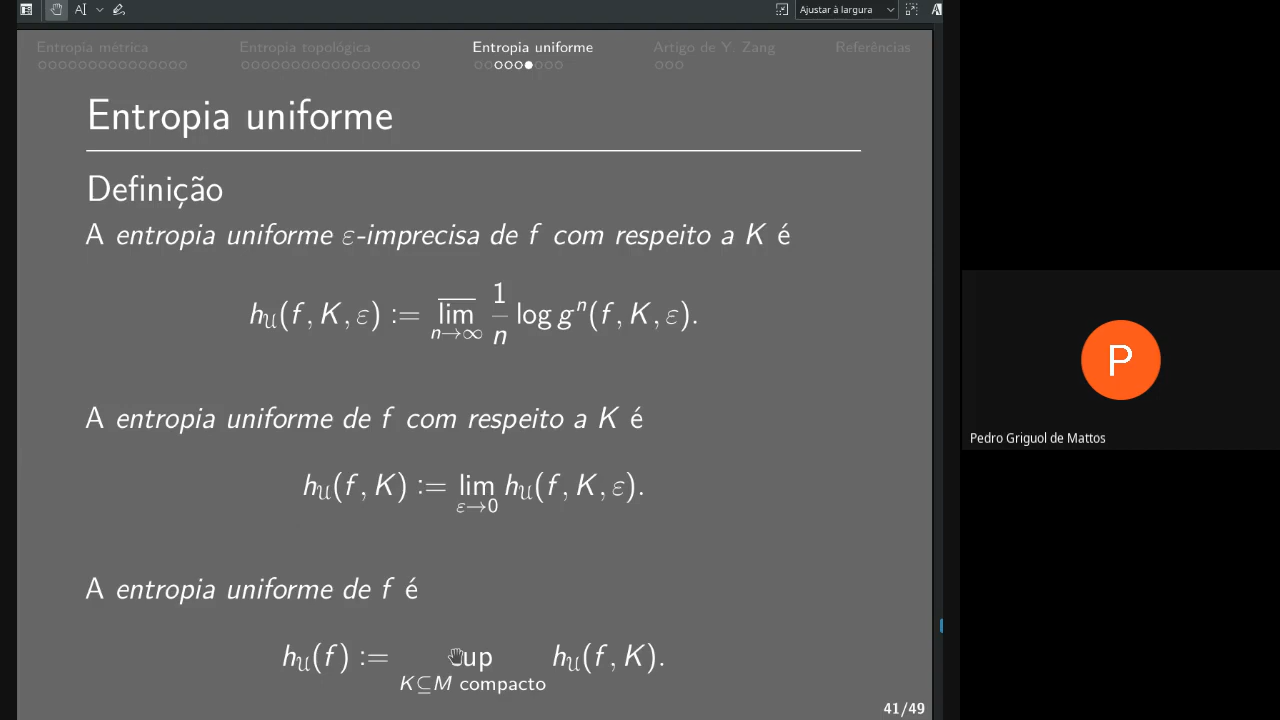 Ajustar à largura
Entropia métrica Entropia topológica Entropia uniforme Artigo de Y. Zang Referências
Entropia uniforme
Definição
A entropia uniforme ε-imprecisa de f com respeito a K é
h𝔘(f, K, ε) := lim‾ n→∞ 1/n log gⁿ(f, K, ε).
A entropia uniforme de f com respeito a K é
h𝔘(f, K) := lim ε→0 h𝔘(f, K, ε).
A entropia uniforme de f é
h𝔘(f) := sup K⊆M compacto h𝔘(f, K).
41/49
P
Pedro Griguol de Mattos